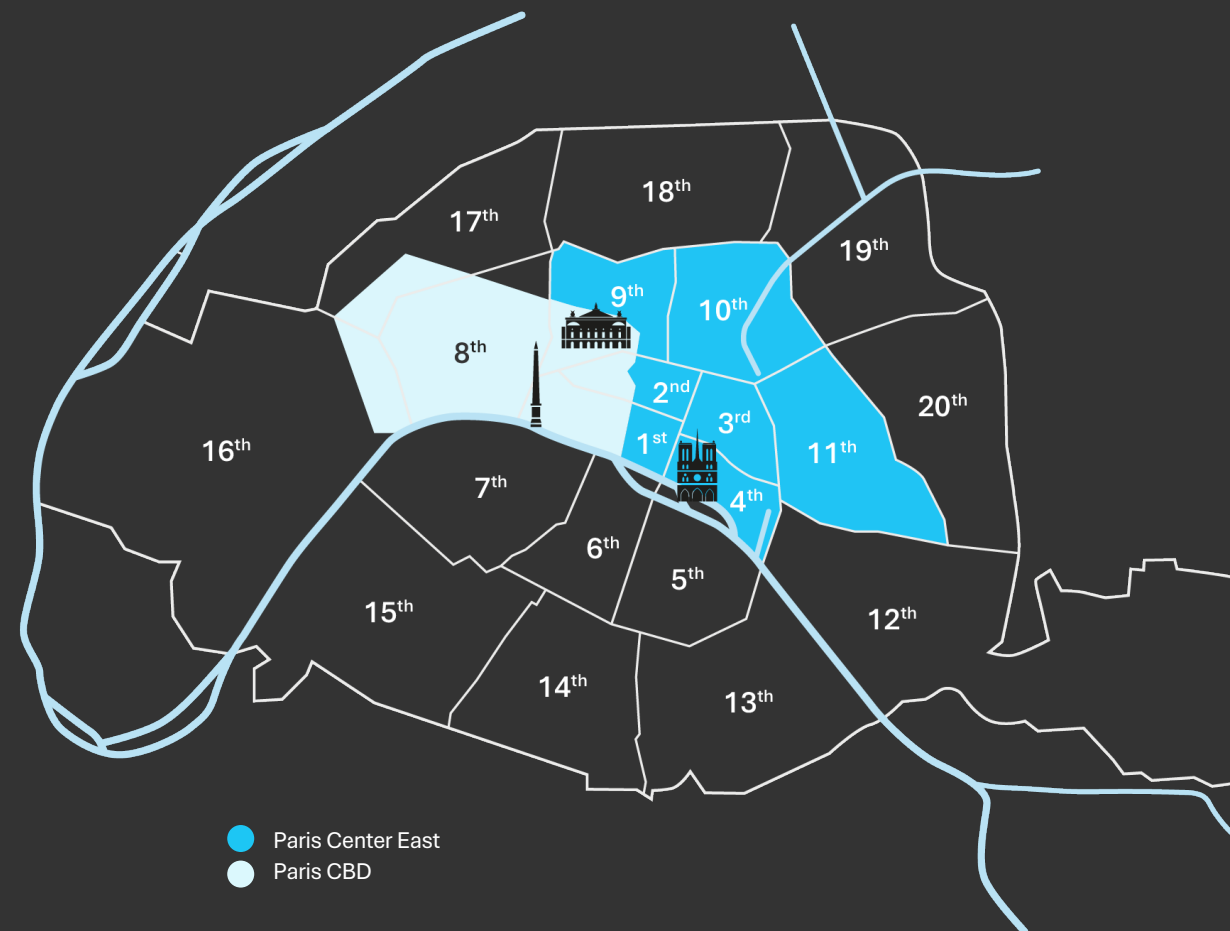 18th
17th
19th
9th
10th
8th
2nd
20th
3rd
1st
16th
11th
7th
4th
6th
5th
15th
12th
14th
13th
Paris Center East
Paris CBD